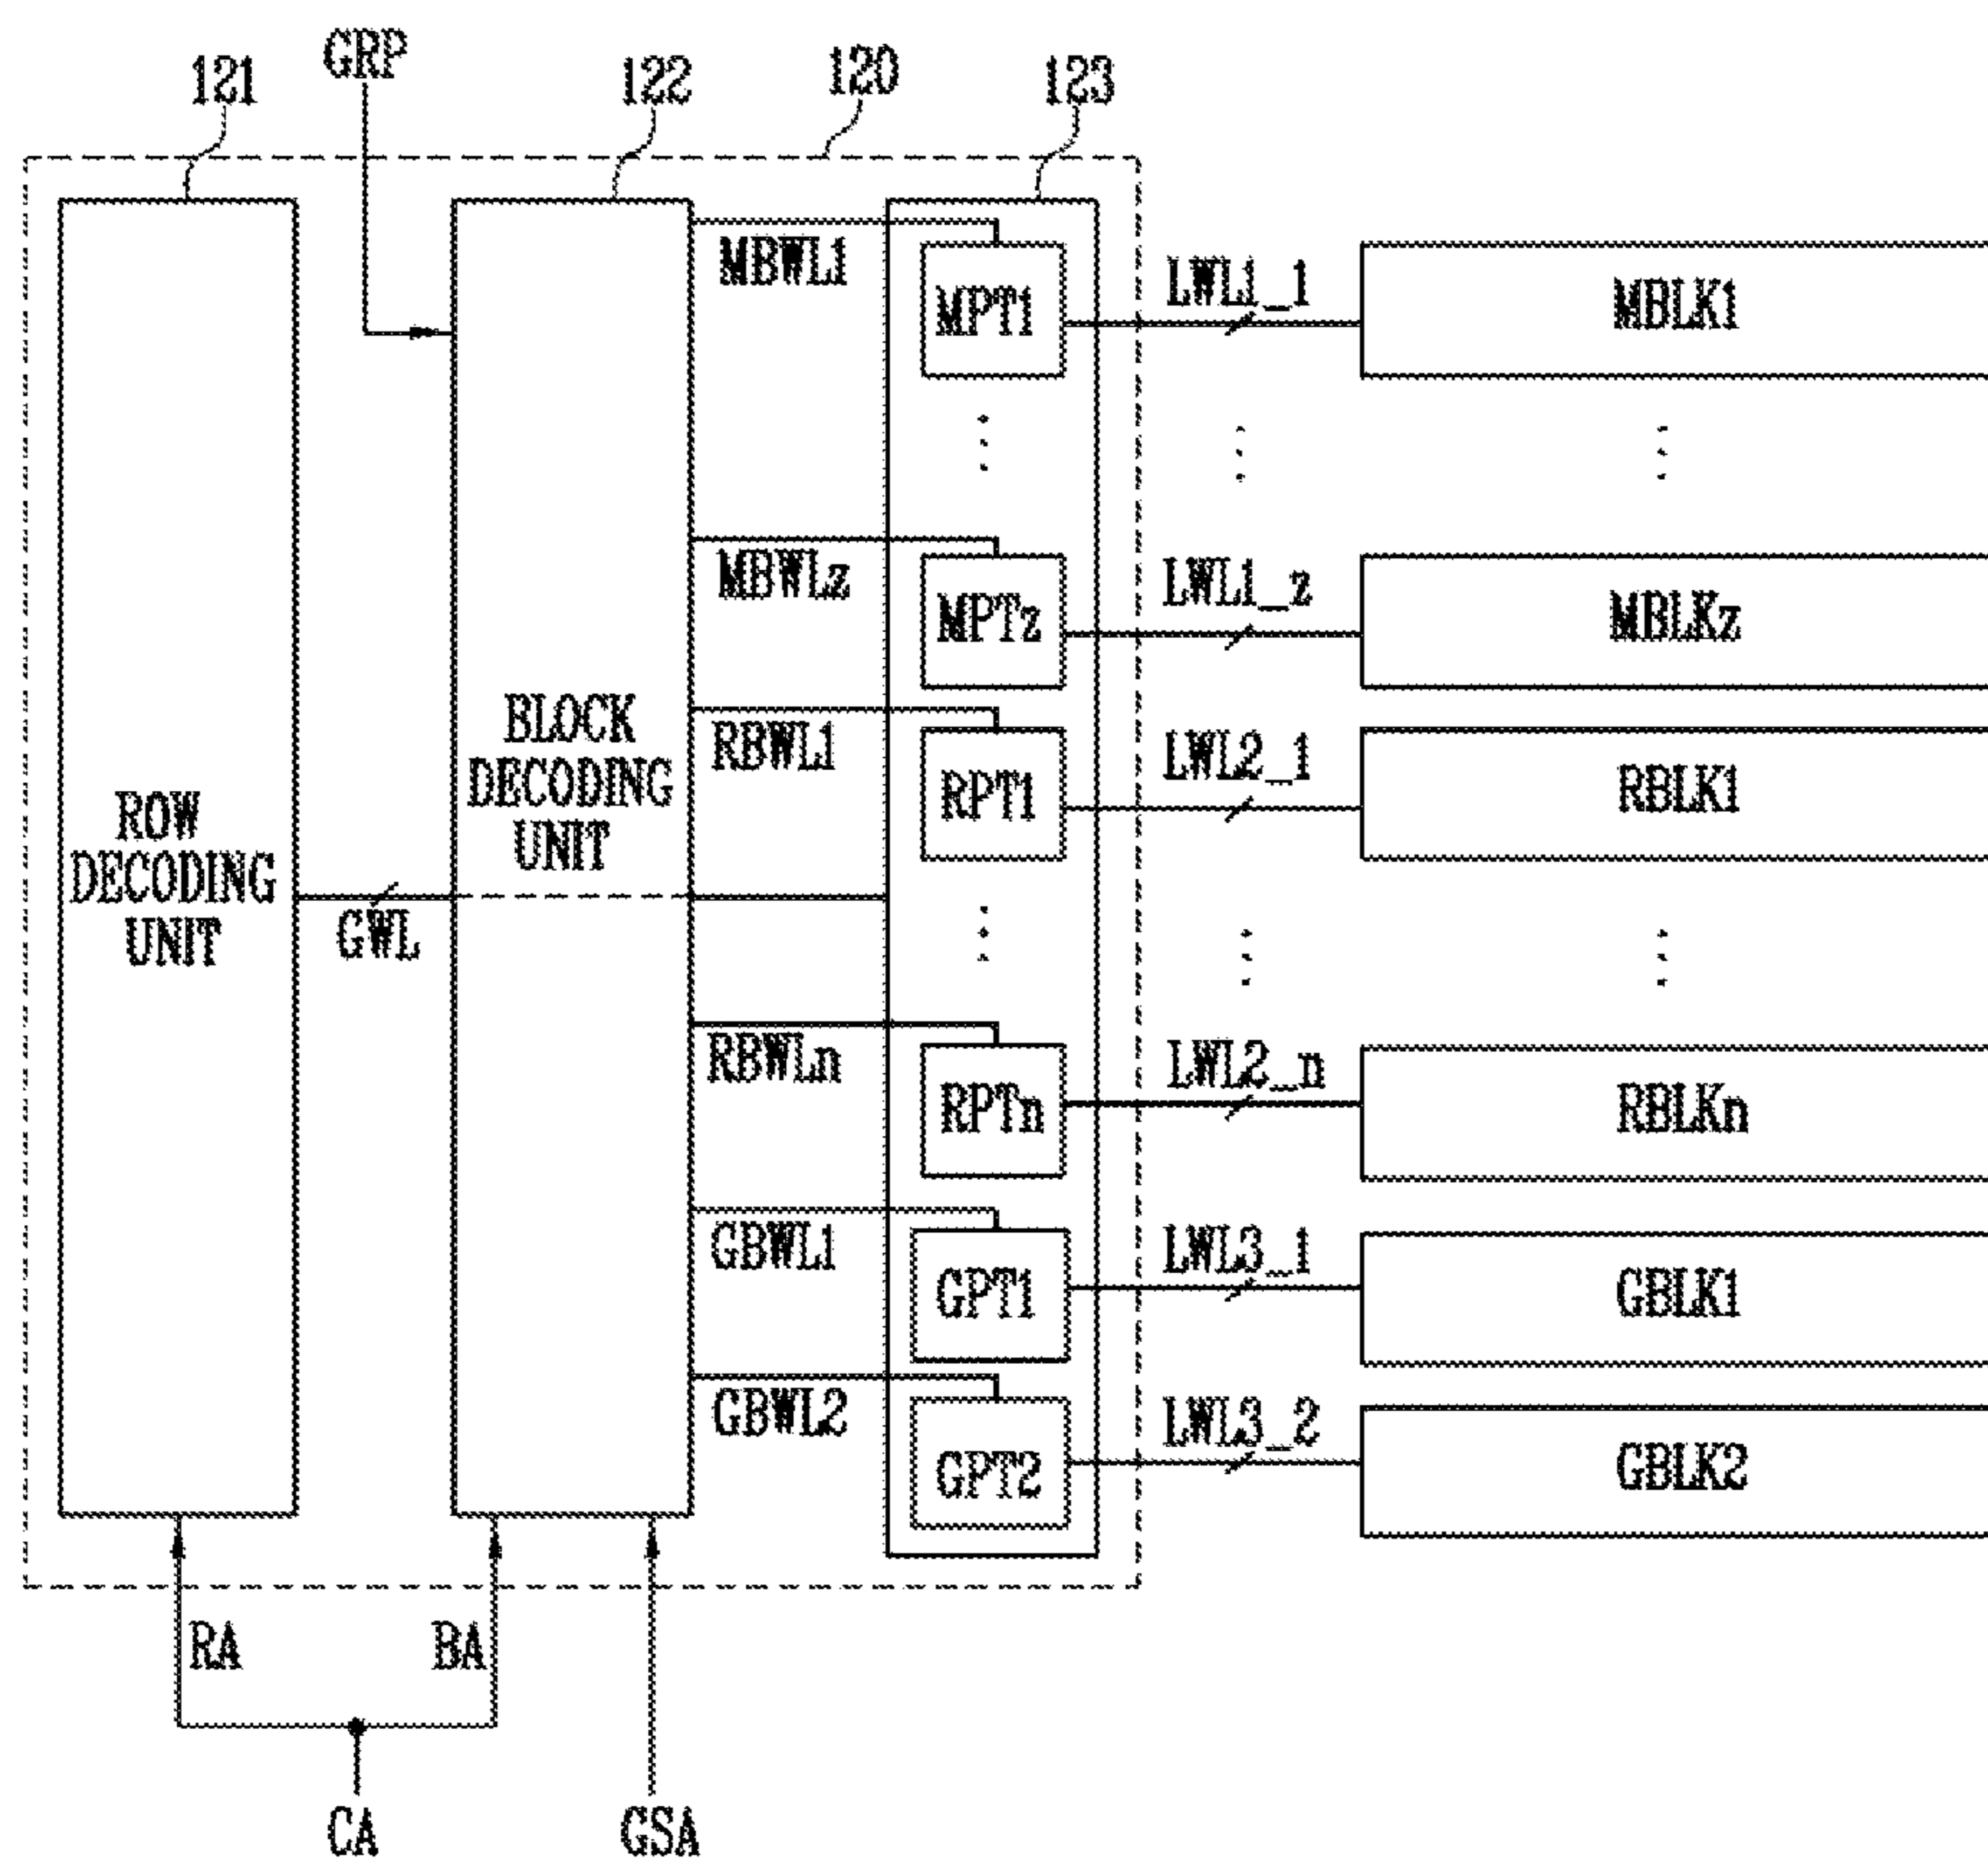 GRP
121
122
120
123
MBWL1
MPT1
LWL1_1
MBLK1
MBWLz
MPTz
LWL1_z
MBLKz
ROW
DECODING
UNIT
GWL
BLOCK
DECODING
UNIT
RBWL1
RPT1
LWL2_1
RBLK1
RBWLn
RPTn
LWL2_n
RBLKn
GBWL1
GPT1
LWL3_1
GBLK1
GBWL2
GPT2
LWL3_2
GBLK2
RA
BA
CA
GSA